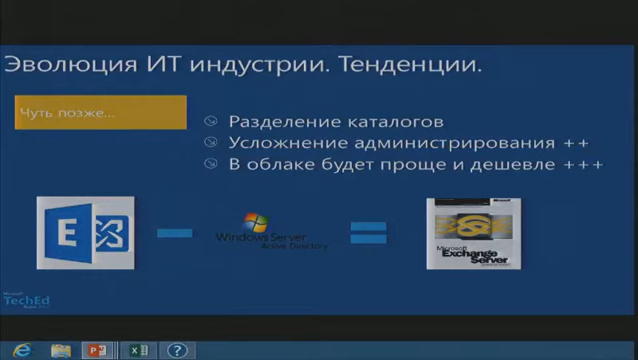 Эволюция ИТ индустрии. Тенденции.
Чуть позже...
Разделение каталогов
Усложнение администрирования ++
В облаке будет проще и дешевле +++
E
Windows Server
Active Directory
Microsoft
Exchange Server
Microsoft
TechEd